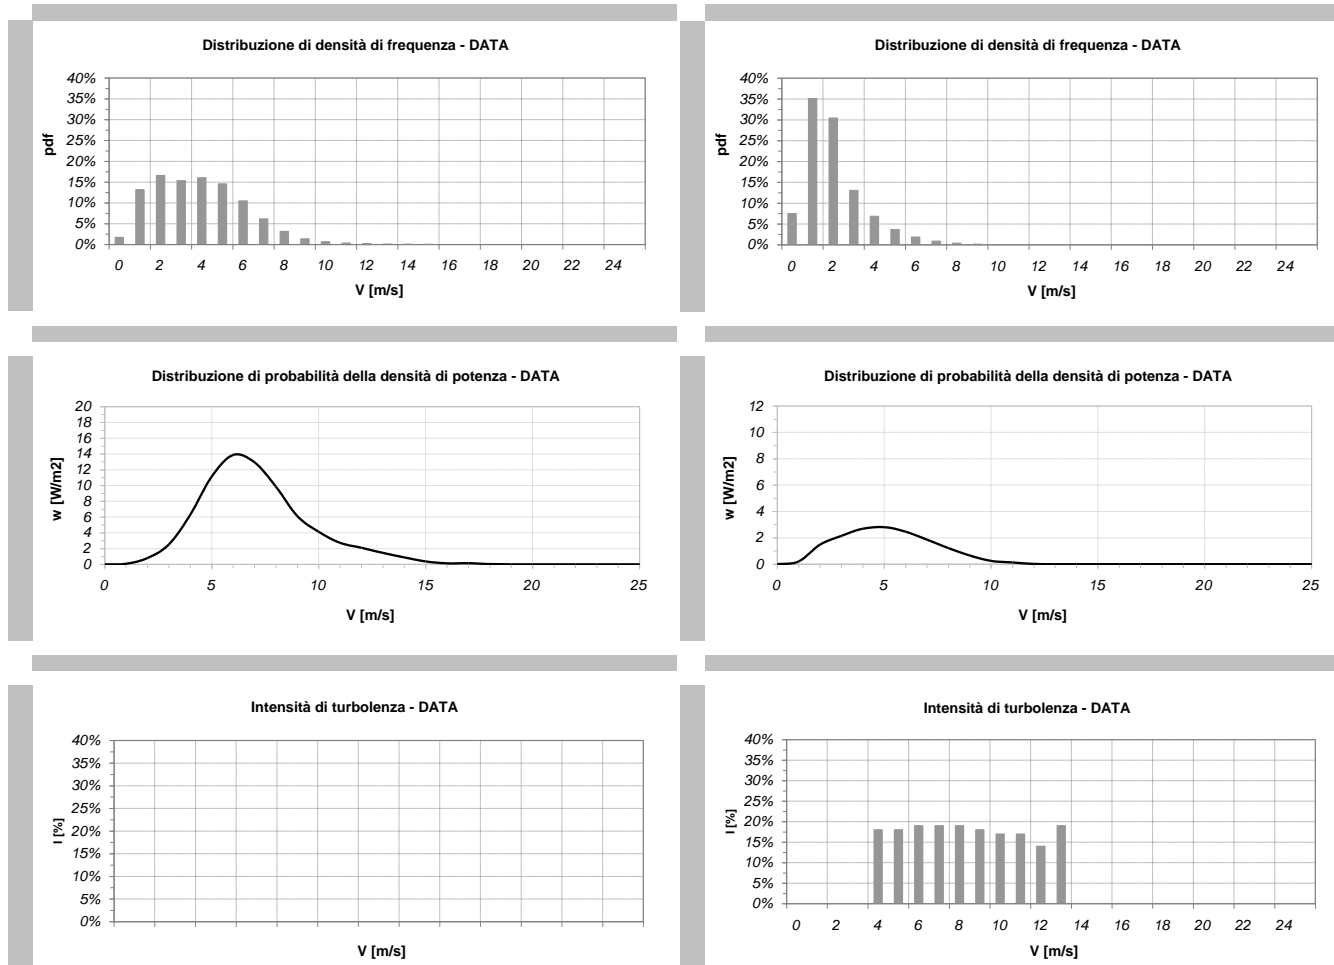 Distribuzione di densità di frequenza - DATA
40%
35%
30%
25%
20%
15%
10%
5%
0%
pdf
0 2 4 6 8 10 12 14 16 18 20 22 24
V [m/s]
Distribuzione di densità di frequenza - DATA
40%
35%
30%
25%
20%
15%
10%
5%
0%
pdf
0 2 4 6 8 10 12 14 16 18 20 22 24
V [m/s]
Distribuzione di probabilità della densità di potenza - DATA
20
18
16
14
12
10
8
6
4
2
0
w [W/m2]
0 5 10 15 20 25
V [m/s]
Distribuzione di probabilità della densità di potenza - DATA
12
10
8
6
4
2
0
w [W/m2]
0 5 10 15 20 25
V [m/s]
Intensità di turbolenza - DATA
40%
35%
30%
25%
20%
15%
10%
5%
0%
I [%]
V [m/s]
Intensità di turbolenza - DATA
40%
35%
30%
25%
20%
15%
10%
5%
0%
I [%]
0 2 4 6 8 10 12 14 16 18 20 22 24
V [m/s]